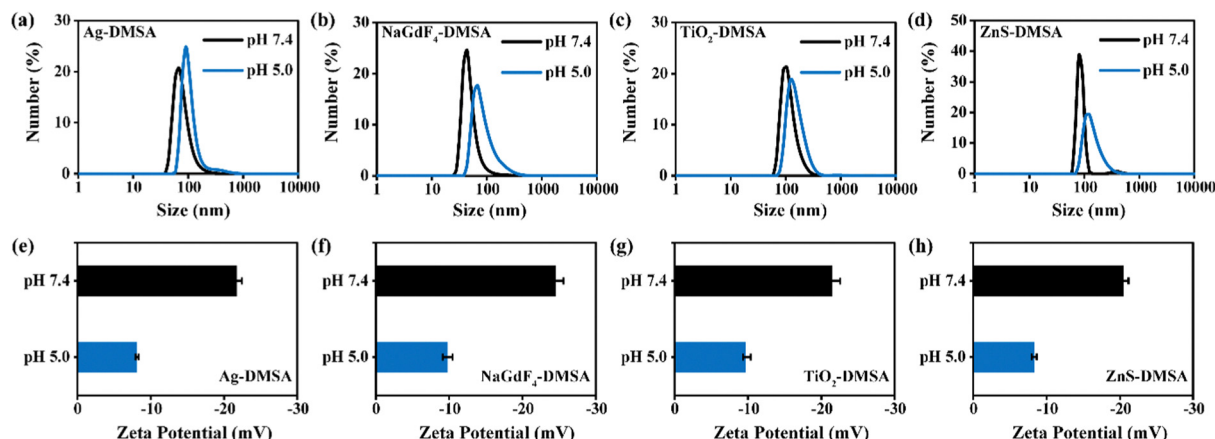 (a)
Ag-DMSA
pH 7.4
pH 5.0
Number (%)
30
20
10
0
1
10
100
1000
10000
Size (nm)
(b)
NaGdF₄-DMSA
pH 7.4
pH 5.0
Number (%)
30
20
10
0
1
10
100
1000
10000
Size (nm)
(c)
TiO₂-DMSA
pH 7.4
pH 5.0
Number (%)
30
20
10
0
1
10
100
1000
10000
Size (nm)
(d)
ZnS-DMSA
pH 7.4
pH 5.0
Number (%)
50
40
30
20
10
0
1
10
100
1000
10000
Size (nm)
(e)
pH 7.4
pH 5.0
Ag-DMSA
0
-10
-20
-30
Zeta Potential (mV)
(f)
pH 7.4
pH 5.0
NaGdF₄-DMSA
0
-10
-20
-30
Zeta Potential (mV)
(g)
pH 7.4
pH 5.0
TiO₂-DMSA
0
-10
-20
-30
Zeta Potential (mV)
(h)
pH 7.4
pH 5.0
ZnS-DMSA
0
-10
-20
-30
Zeta Potential (mV)